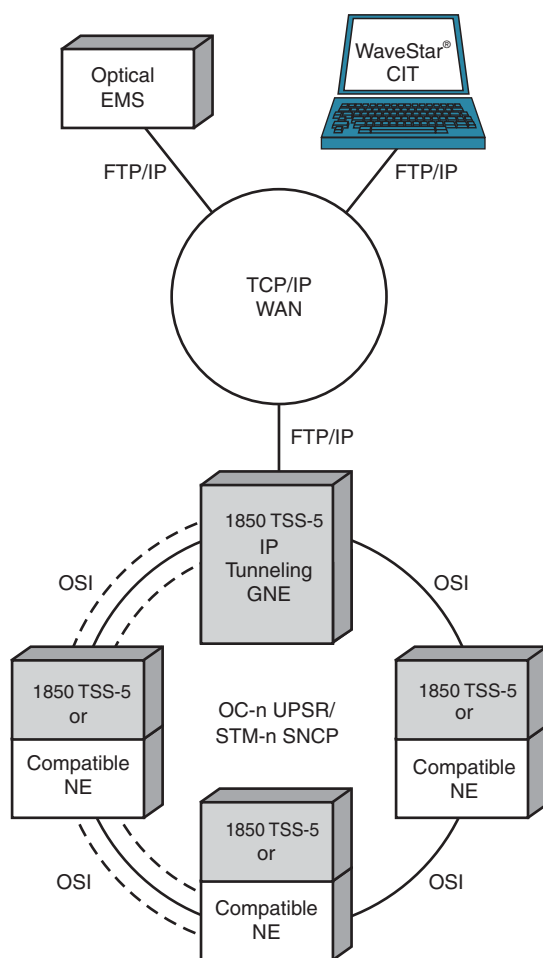 Optical
EMS
WaveStar®
CIT
FTP/IP
FTP/IP
TCP/IP
WAN
FTP/IP
1850 TSS-5
IP
Tunneling
GNE
OSI
OSI
1850 TSS-5
or
Compatible
NE
OC-n UPSR/
STM-n SNCP
1850 TSS-5
or
Compatible
NE
1850 TSS-5
or
Compatible
NE
OSI
OSI